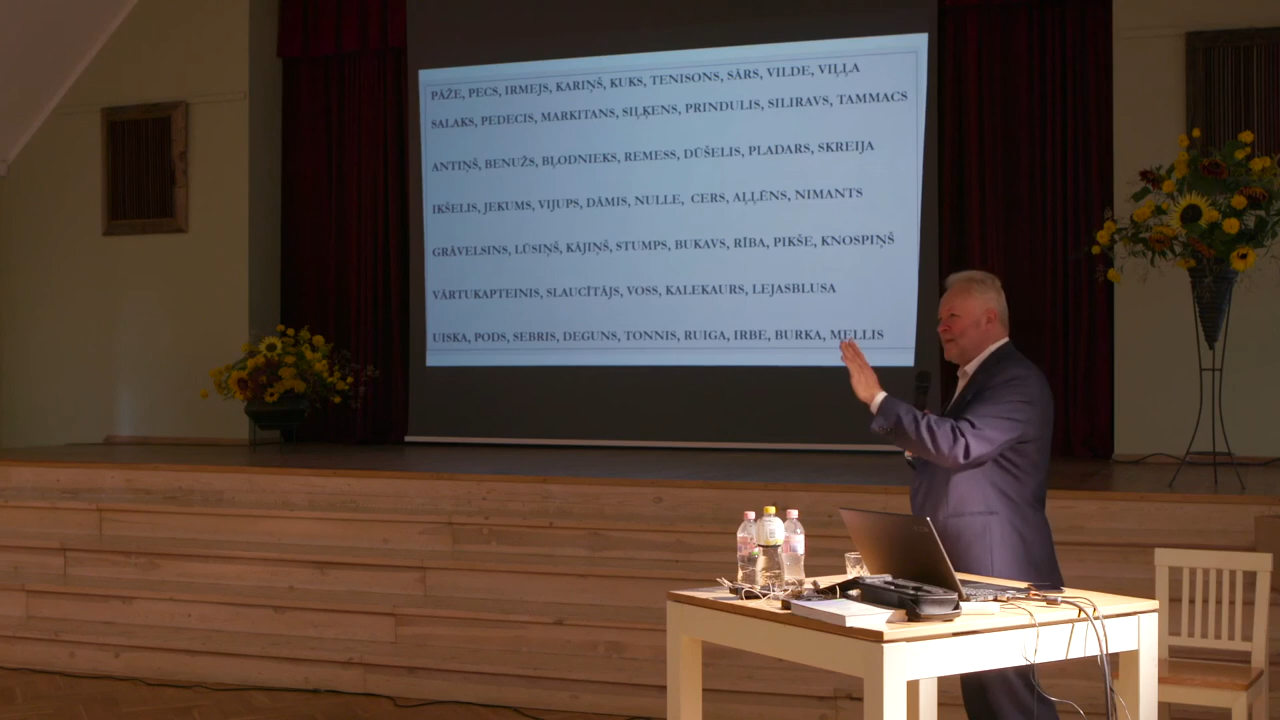 PĀŽE, PECS, IRMEJS, KARIŅŠ, KUKS, TENISONS, SĀRS, VILDE, VIĻĻA
SALAKS, PEDECIS, MARKITANS, SIĻĶENS, PRINDULIS, SILIRAVS, TAMMACS
ANTIŅŠ, BENUŽS, BĻODNIEKS, REMESS, DŪŠELIS, PLADARS, SKREIJA
IKŠELIS, JEKUMS, VIJUPS, DĀMIS, NULLE, CERS, AĻĻĒNS, NIMANTS
GRĀVELSINS, LŪSIŅŠ, KĀJIŅŠ, STUMPS, BUKAVS, RĪBA, PIKŠE, KNOSPIŅŠ
VĀRTUKAPTEINIS, SLAUCĪTĀJS, VOSS, KALEKAURS, LEJASBLUSA
UISKA, PODS, SEBRIS, DEGUNS, TONNIS, RUIGA, IRBE, BURKA, MELLIS